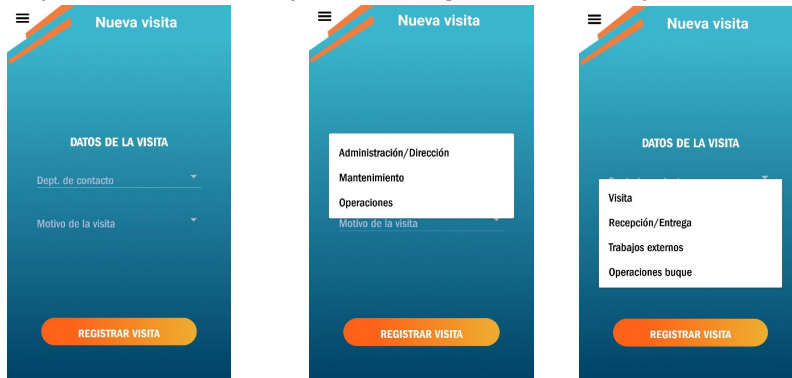 Nueva visita
DATOS DE LA VISITA
Dept. de contacto
Motivo de la visita
REGISTRAR VISITA
Nueva visita
Administración/Dirección
Mantenimiento
Operaciones
Motivo de la visita
REGISTRAR VISITA
Nueva visita
DATOS DE LA VISITA
Visita
Recepción/Entrega
Trabajos externos
Operaciones buque
REGISTRAR VISITA